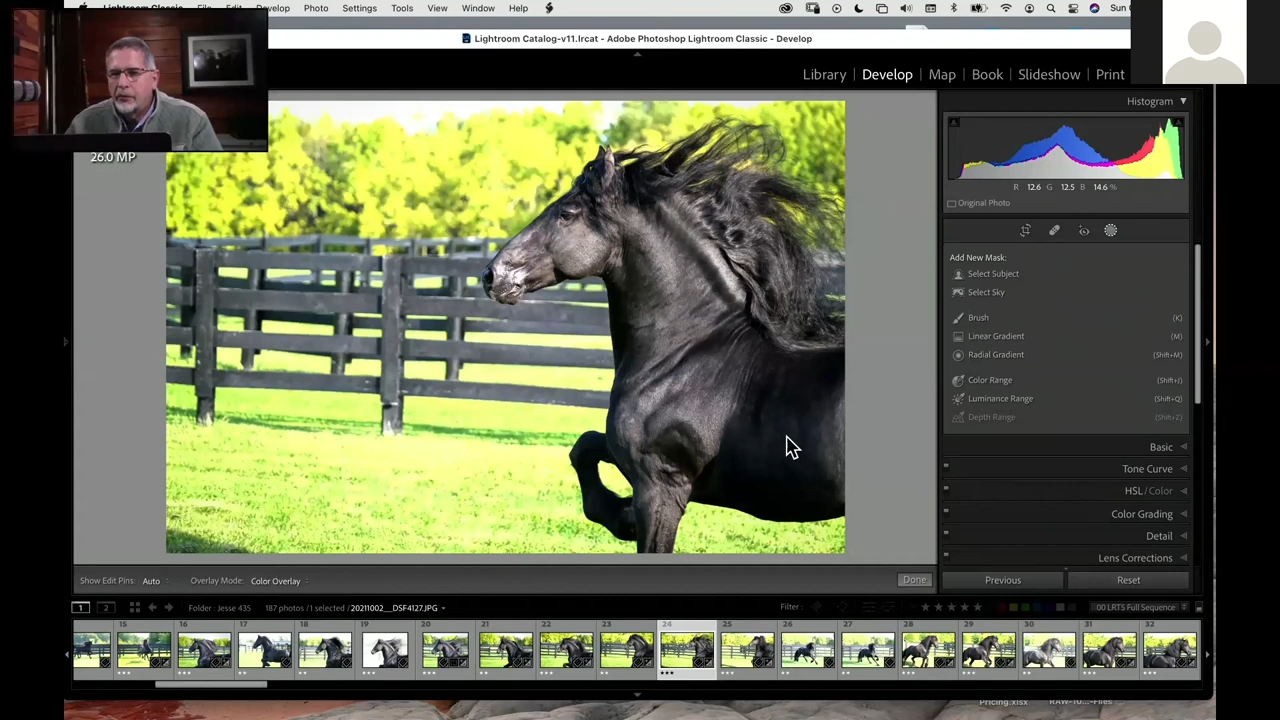 Lightroom Classic File Edit Develop Photo Settings Tools View Window Help Sun
Lightroom Catalog-v11.lrcat - Adobe Photoshop Lightroom Classic - Develop
Library | Develop | Map | Book | Slideshow | Print
26.0 MP
Histogram
R 12.6 G 12.5 B 14.6 %
Original Photo
Add New Mask:
Select Subject
Select Sky
Brush (K)
Linear Gradient (M)
Radial Gradient (Shift+M)
Color Range (Shift+J)
Luminance Range (Shift+Q)
Depth Range (Shift+Z)
Basic
Tone Curve
HSL / Color
Color Grading
Detail
Lens Corrections
Show Edit Pins: Auto Overlay Mode: Color Overlay Done
Previous Reset
1 2 Folder : Jesse 435 187 photos / 1 selected / 20211002__DSF4127.JPG Filter : 00 LRT5 Full Sequence
15 16 17 18 19 20 21 22 23 24 25 26 27 28 29 30 31 32
Pricing.xlsx RAW-10...-Files